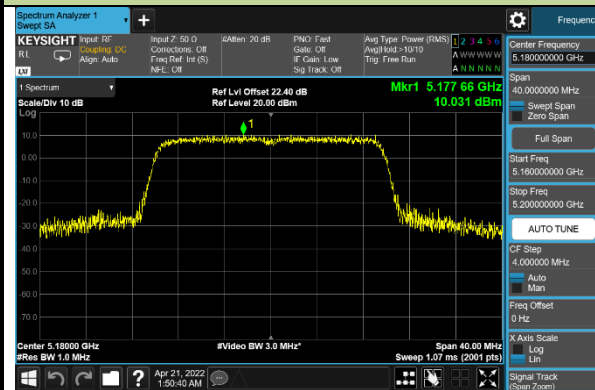 Spectrum Analyzer 1
Swept SA
+
Frequenc
KEYSIGHT
RL
LXI
Input: RF
Coupling: DC
Align: Auto
Input Z: 50 Ω
Corrections: Off
Freq Ref: Int (S)
NFE: Off
#Atten: 20 dB
PNO: Fast
Gate: Off
IF Gain: Low
Sig Track: Off
Avg Type: Power (RMS)
Avg|Hold:>10/10
Trig: Free Run
1 2 3 4 5 6
A W W W W W
A N N N N N
1 Spectrum
Scale/Div 10 dB
Log
Ref Lvl Offset 22.40 dB
Ref Level 20.00 dBm
Mkr1 5.177 66 GHz
10.031 dBm
1
10.0
0.00
-10.0
-20.0
-30.0
-40.0
-50.0
-60.0
-70.0
Center 5.18000 GHz
#Res BW 1.0 MHz
#Video BW 3.0 MHz*
Span 40.00 MHz
Sweep 1.07 ms (2001 pts)
Apr 21, 2022
1:50:40 AM
Center Frequency
5.180000000 GHz
Span
40.0000000 MHz
Swept Span
Zero Span
Full Span
Start Freq
5.160000000 GHz
Stop Freq
5.200000000 GHz
AUTO TUNE
CF Step
4.000000 MHz
Auto
Man
Freq Offset
0 Hz
X Axis Scale
Log
Lin
Signal Track
(Span Zoom)